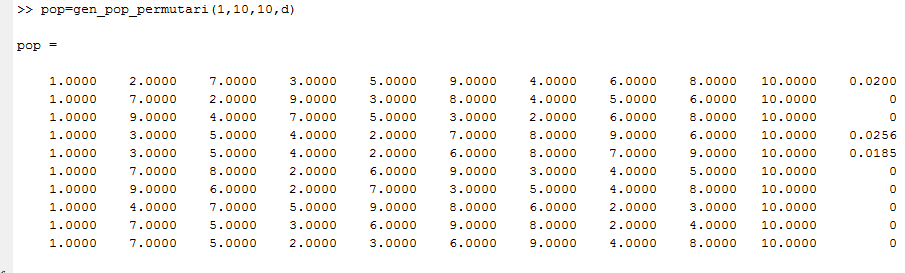 >> pop=gen_pop_permutari(1,10,10,d)
pop =
1.0000 2.0000 7.0000 3.0000 5.0000 9.0000 4.0000 6.0000 8.0000 10.0000 0.0200
1.0000 7.0000 2.0000 9.0000 3.0000 8.0000 4.0000 5.0000 6.0000 10.0000 0
1.0000 9.0000 4.0000 7.0000 5.0000 3.0000 2.0000 6.0000 8.0000 10.0000 0
1.0000 3.0000 5.0000 4.0000 2.0000 7.0000 8.0000 9.0000 6.0000 10.0000 0.0256
1.0000 3.0000 5.0000 4.0000 2.0000 6.0000 8.0000 7.0000 9.0000 10.0000 0.0185
1.0000 7.0000 8.0000 2.0000 6.0000 9.0000 3.0000 4.0000 5.0000 10.0000 0
1.0000 9.0000 6.0000 2.0000 7.0000 3.0000 5.0000 4.0000 8.0000 10.0000 0
1.0000 4.0000 7.0000 5.0000 9.0000 8.0000 6.0000 2.0000 3.0000 10.0000 0
1.0000 7.0000 5.0000 3.0000 6.0000 9.0000 8.0000 2.0000 4.0000 10.0000 0
1.0000 7.0000 5.0000 2.0000 3.0000 6.0000 9.0000 4.0000 8.0000 10.0000 0